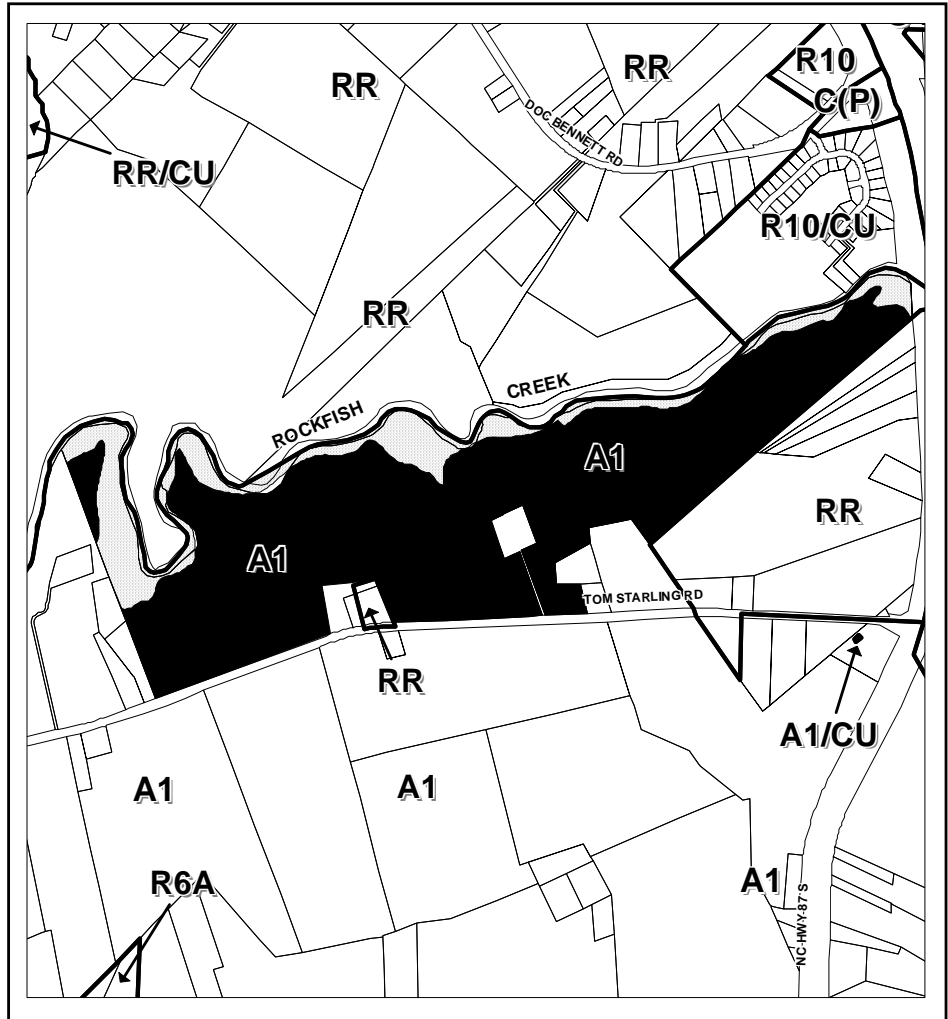 R10
RR
RR
C(P)
DOC BENNETT RD
RR/CU
R10/CU
RR
CREEK
ROCKFISH
A1
RR
A1
TOM STARLING RD
RR
A1/CU
A1
A1
R6A
A1
NC HWY 87 S